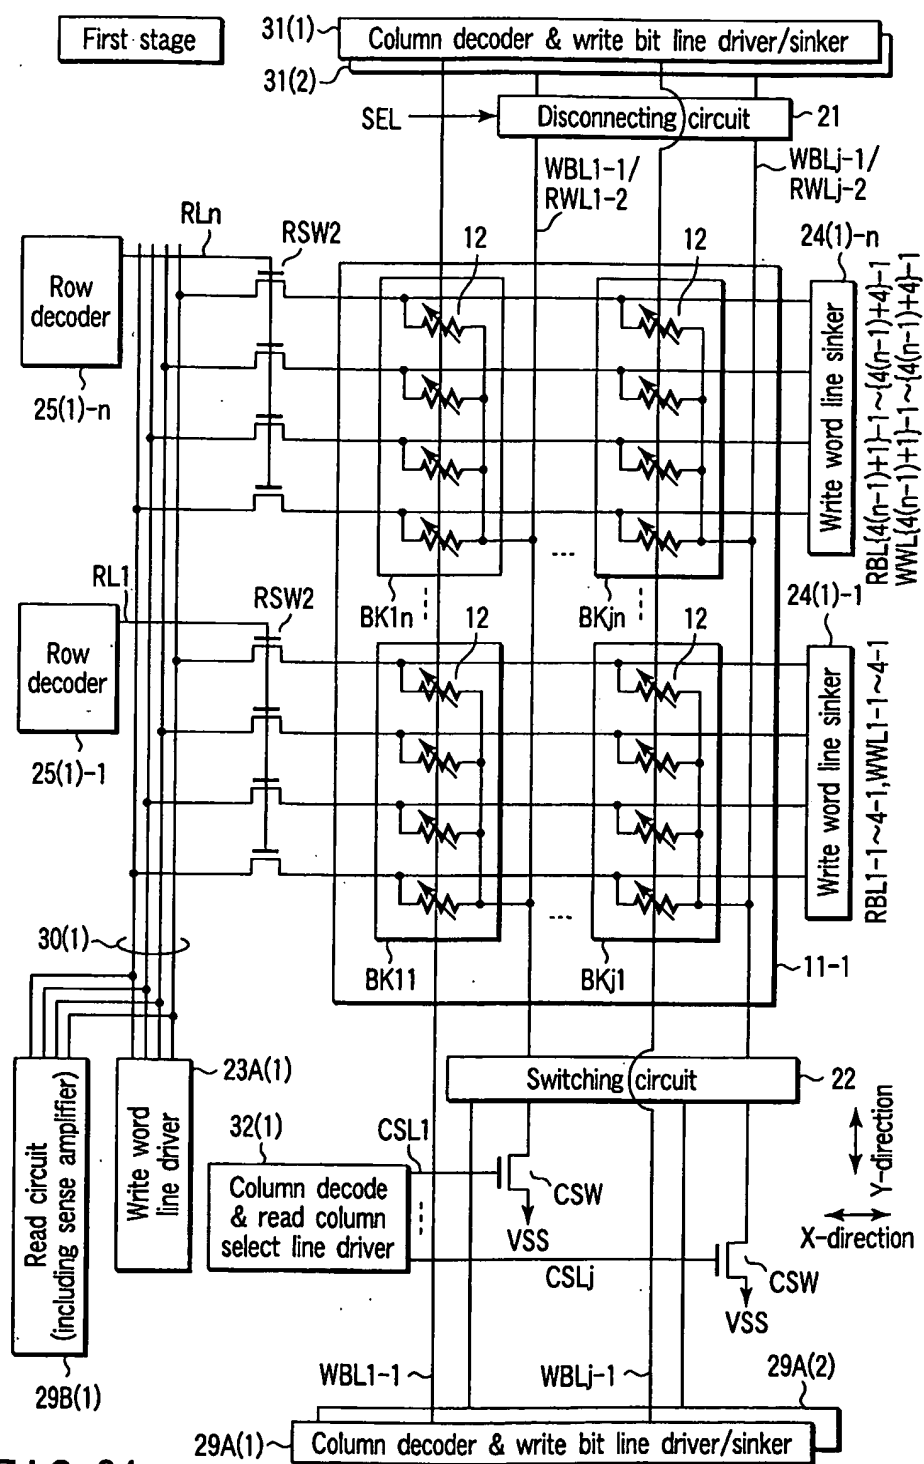 First stage
31(1)
Column decoder & write bit line driver/sinker
31(2)
SEL
Disconnecting circuit
21
WBL1-1/
RWL1-2
WBLj-1/
RWLj-2
RLn
RSW2
12
12
24(1)-n
Row
decoder
25(1)-n
Write word line sinker
RBL{4(n-1)+1}-1~{4(n-1)+4}-1
WWL{4(n-1)+1}-1~{4(n-1)+4}-1
...
BK1n
BKjn
RL1
RSW2
12
12
24(1)-1
Row
decoder
25(1)-1
Write word line sinker
RBL1-1~4-1,WWL1-1~4-1
...
30(1)
BK11
BKj1
11-1
23A(1)
Switching circuit
22
Read circuit
(including sense amplifier)
Write word
line driver
32(1)
CSL1
Column decode
& read column
select line driver
CSW
VSS
CSLj
CSW
VSS
Y-direction
X-direction
29B(1)
WBL1-1
WBLj-1
29A(2)
29A(1)
Column decoder & write bit line driver/sinker